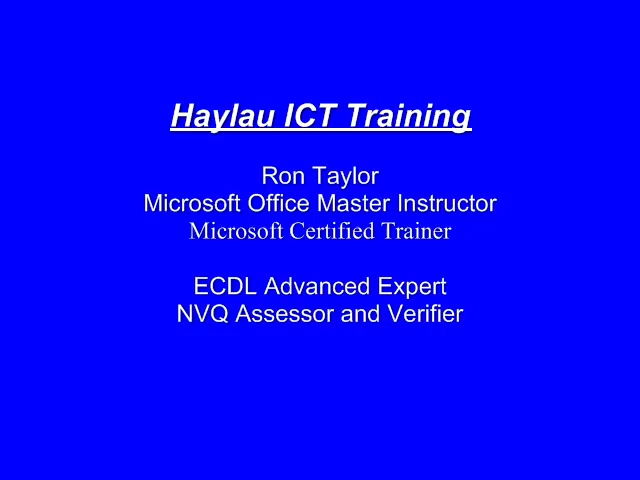 Haylau ICT Training
Ron Taylor
Microsoft Office Master Instructor
Microsoft Certified Trainer
ECDL Advanced Expert
NVQ Assessor and Verifier